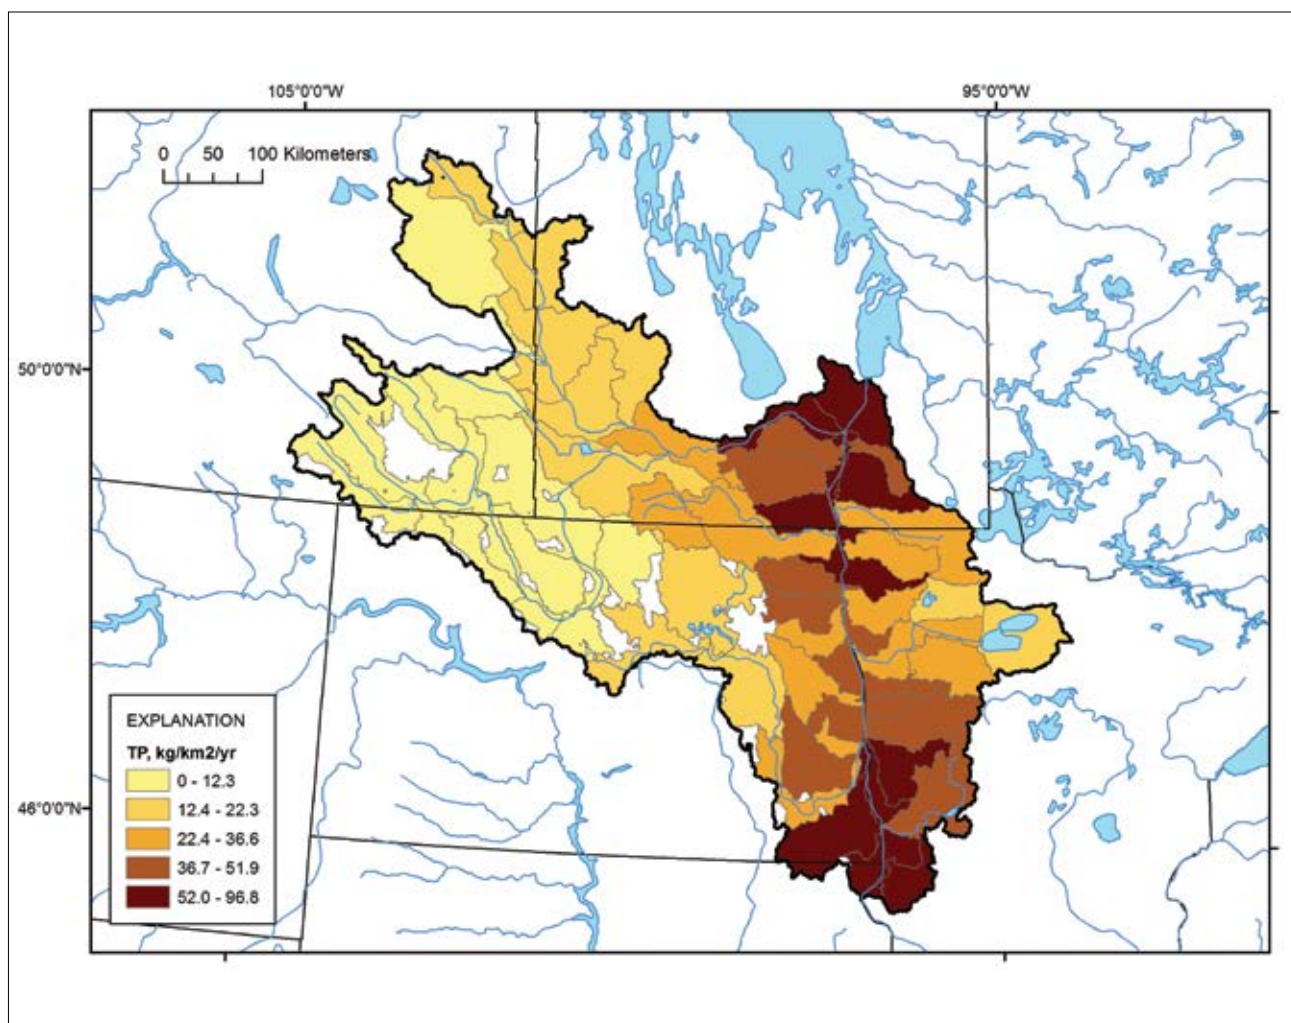 105°0'0"W
95°0'0"W
0 50 100 Kilometers
50°0'0"N
EXPLANATION
TP, kg/km2/yr
0 - 12.3
12.4 - 22.3
22.4 - 36.6
36.7 - 51.9
52.0 - 96.8
46°0'0"N